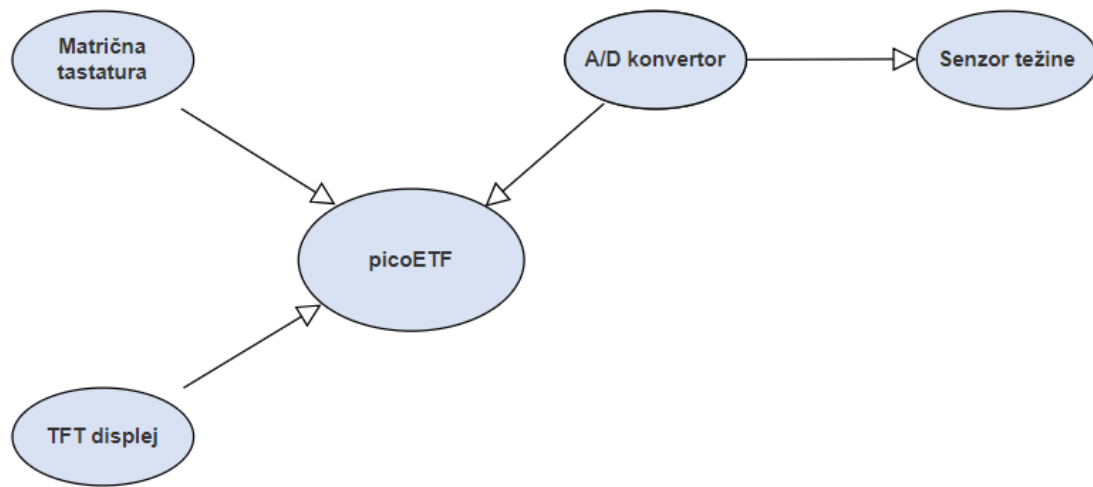 Matrična
tastatura
A/D konvertor
Senzor težine
picoETF
TFT displej